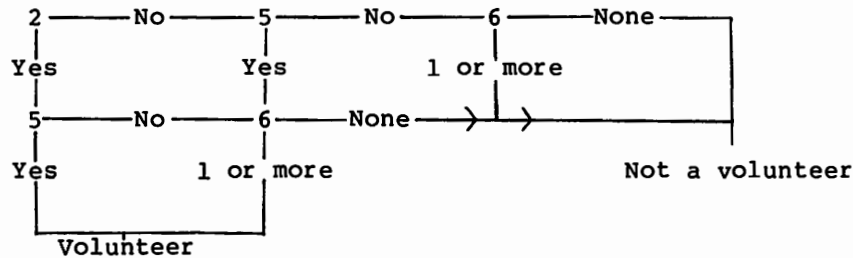 2 No 5 No 6 None
Yes Yes 1 or more
5 No 6 None
Yes 1 or more Not a volunteer
Volunteer